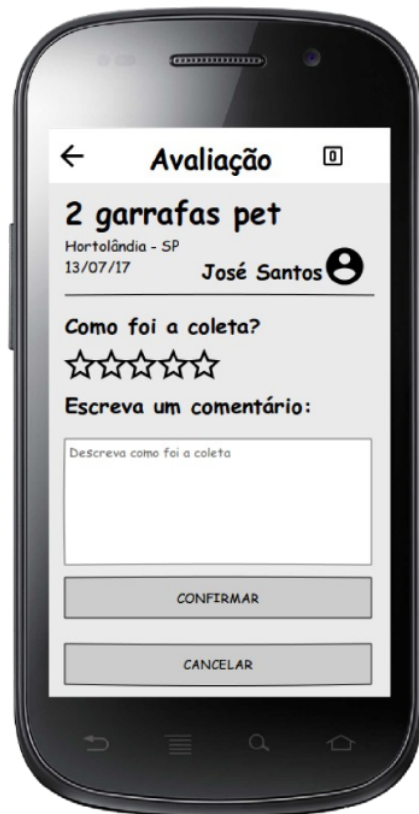 Avaliação 0
2 garrafas pet
Hortolândia - SP
13/07/17
José Santos
Como foi a coleta?
Escreva um comentário:
Descreva como foi a coleta
CONFIRMAR
CANCELAR